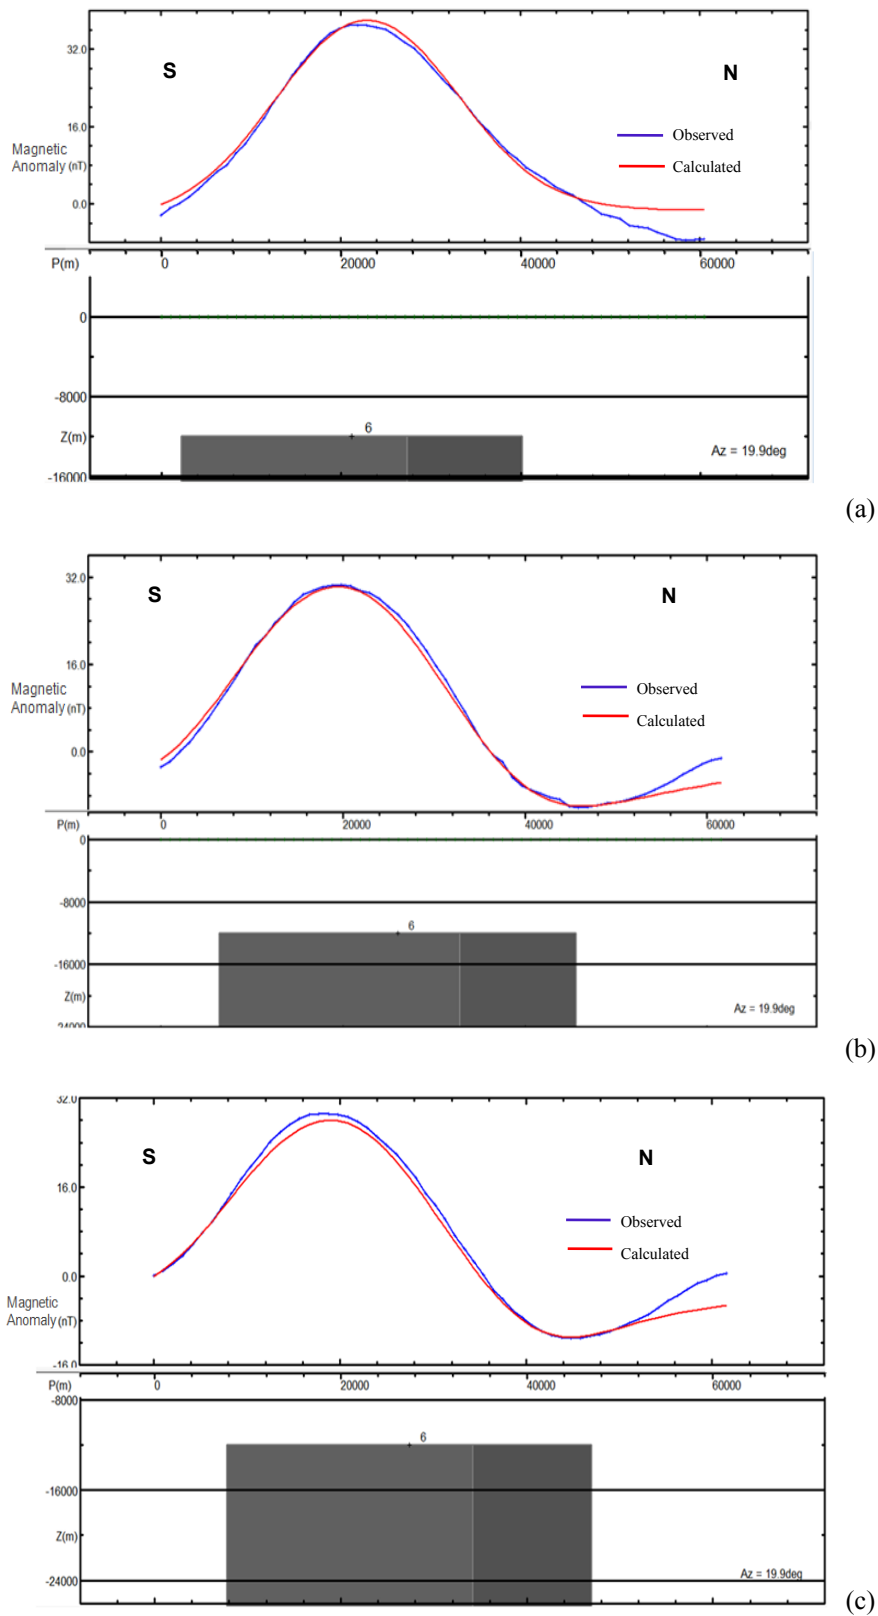 32.0
S
N
16.0
Observed
Magnetic
Anomaly (nT)
Calculated
0.0
P(m) 0 20000 40000 60000
0
-8000
6
Z(m)
Az = 19.9deg
-16000
(a)
32.0
S
N
16.0
Magnetic
Anomaly (nT)
Observed
Calculated
0.0
P(m) 0 20000 40000 60000
0
-8000
6
-16000
Z(m)
Az = 19.9deg
-24000
(b)
32.0
S
N
16.0
Observed
Calculated
0.0
Magnetic
Anomaly (nT)
-16.0
P(m) 0 20000 40000 60000
-8000
6
-16000
Z(m)
Az = 19.9deg
-24000
(c)